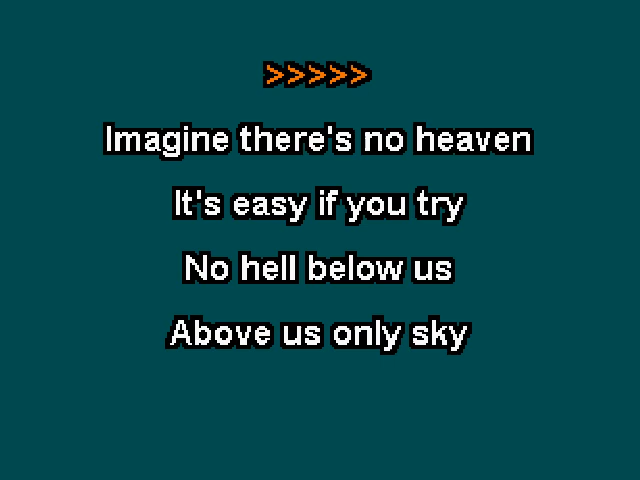 >>>>>
Imagine there's no heaven
It's easy if you try
No hell below us
Above us only sky